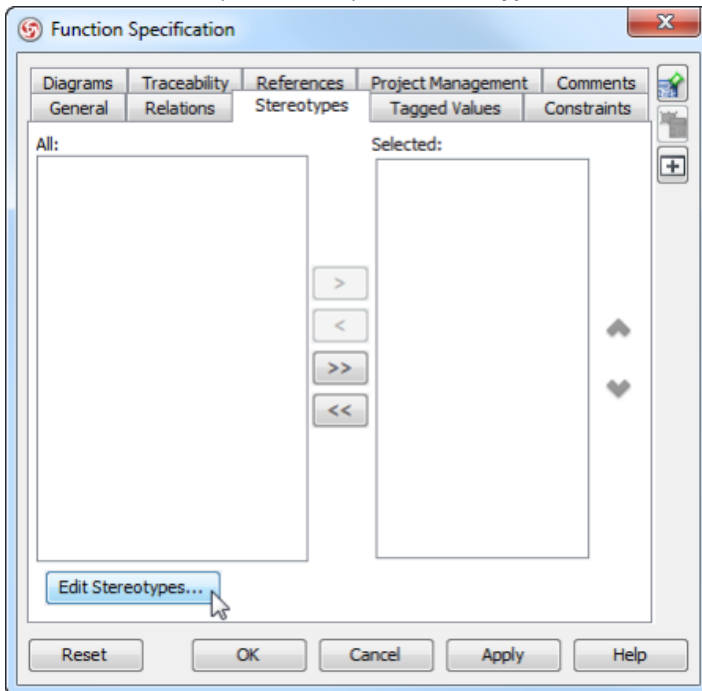 Function Specification
Diagrams Traceability References Project Management Comments
General Relations Stereotypes Tagged Values Constraints
All: Selected:
>
<
>>
<<
Edit Stereotypes...
Reset OK Cancel Apply Help